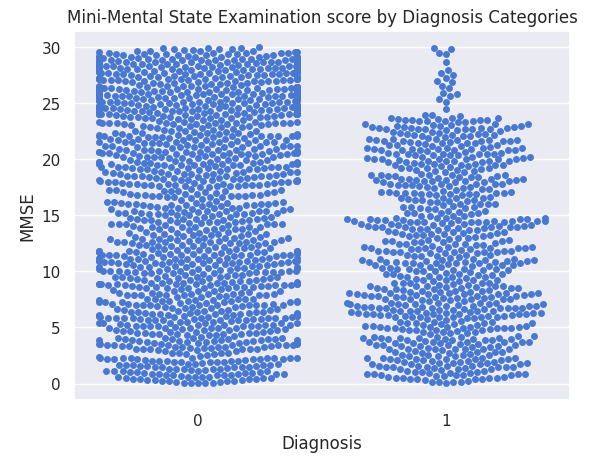 Mini-Mental State Examination score by Diagnosis Categories
30
25
20
15
10
5
0
MMSE
0 1
Diagnosis